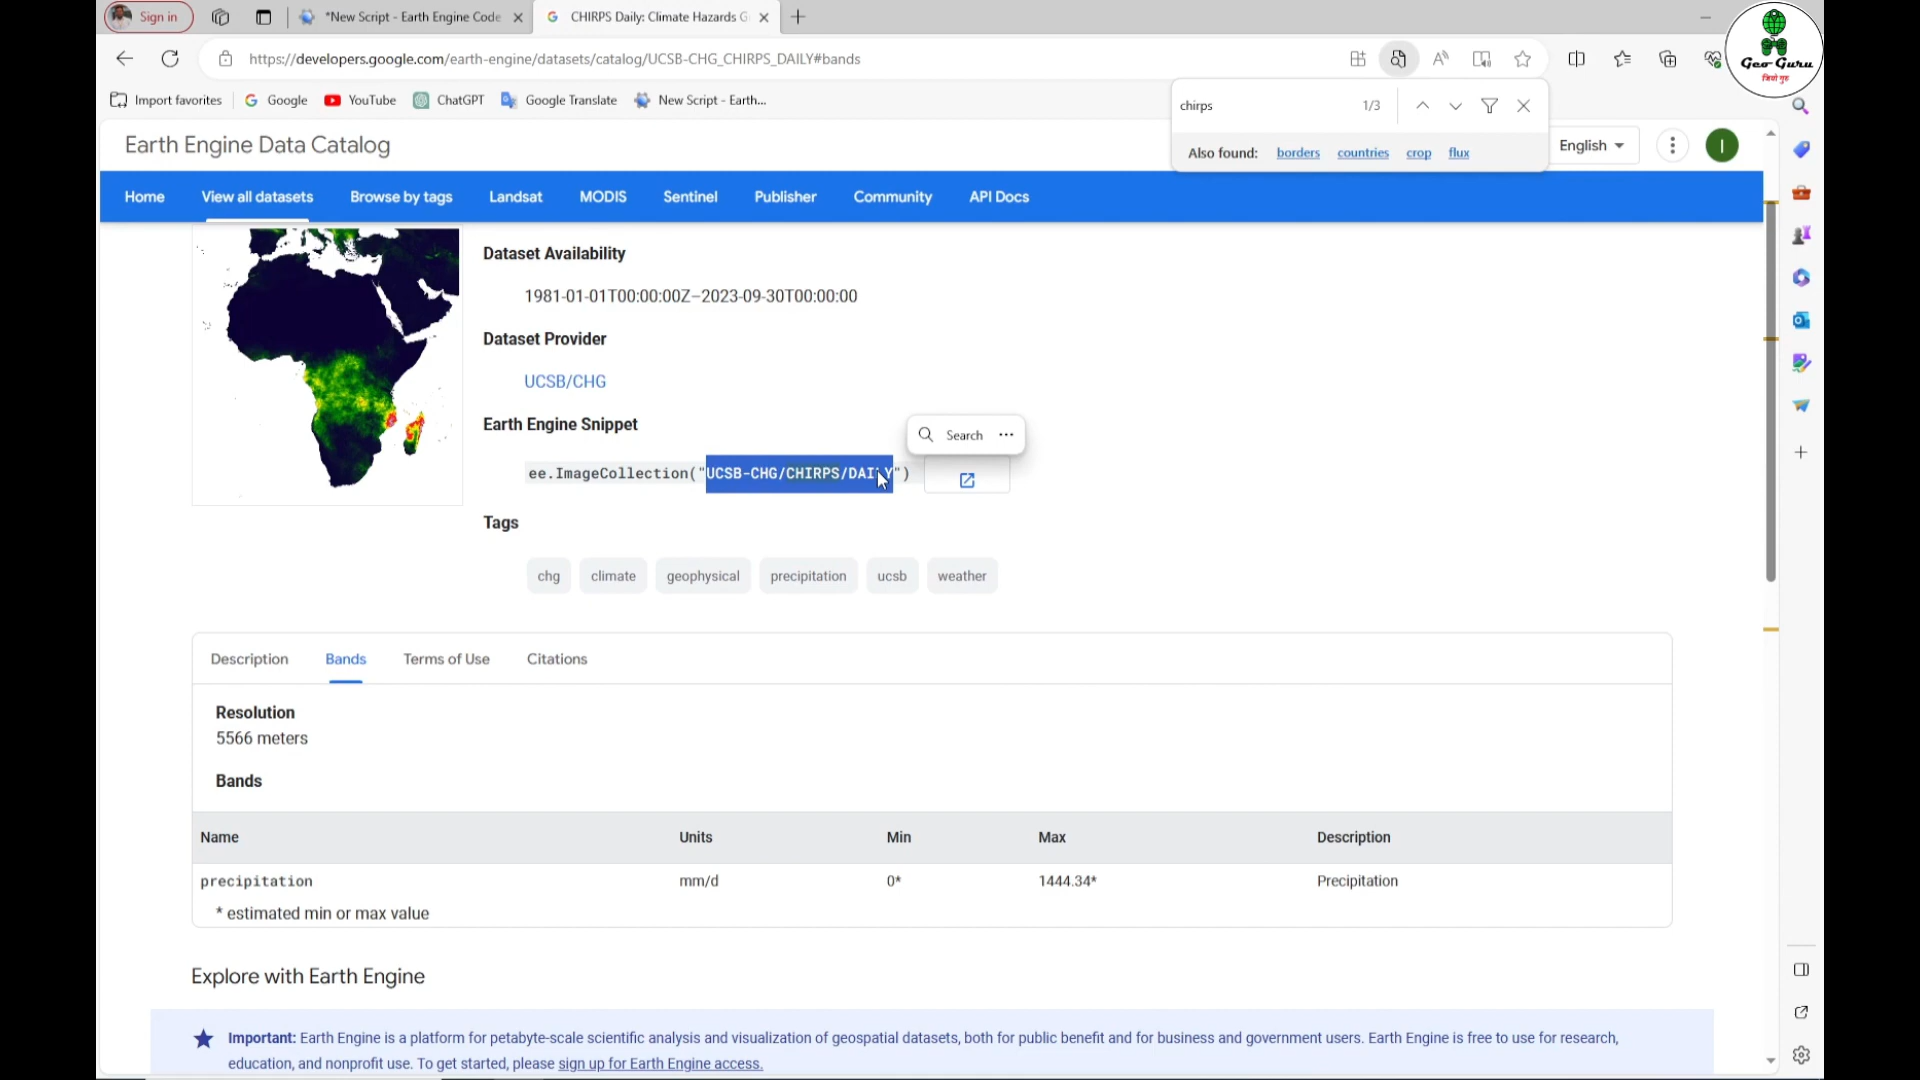 Sign in
*New Script - Earth Engine Code
CHIRPS Daily: Climate Hazards G
https://developers.google.com/earth-engine/datasets/catalog/UCSB-CHG_CHIRPS_DAILY#bands
Import favorites
Google
YouTube
ChatGPT
Google Translate
New Script - Earth...
chirps
1/3
Also found: borders countries crop flux
Geo Guru
जियो गुरु
Earth Engine Data Catalog
English
I
Home
View all datasets
Browse by tags
Landsat
MODIS
Sentinel
Publisher
Community
API Docs
Dataset Availability
1981-01-01T00:00:00Z–2023-09-30T00:00:00
Dataset Provider
UCSB/CHG
Earth Engine Snippet
Search
ee.ImageCollection("UCSB-CHG/CHIRPS/DAILY")
Tags
chg
climate
geophysical
precipitation
ucsb
weather
Description
Bands
Terms of Use
Citations
Resolution
5566 meters
Bands
Name Units Min Max Description
precipitation mm/d 0* 1444.34* Precipitation
* estimated min or max value
Explore with Earth Engine
Important: Earth Engine is a platform for petabyte-scale scientific analysis and visualization of geospatial datasets, both for public benefit and for business and government users. Earth Engine is free to use for research,
education, and nonprofit use. To get started, please sign up for Earth Engine access.